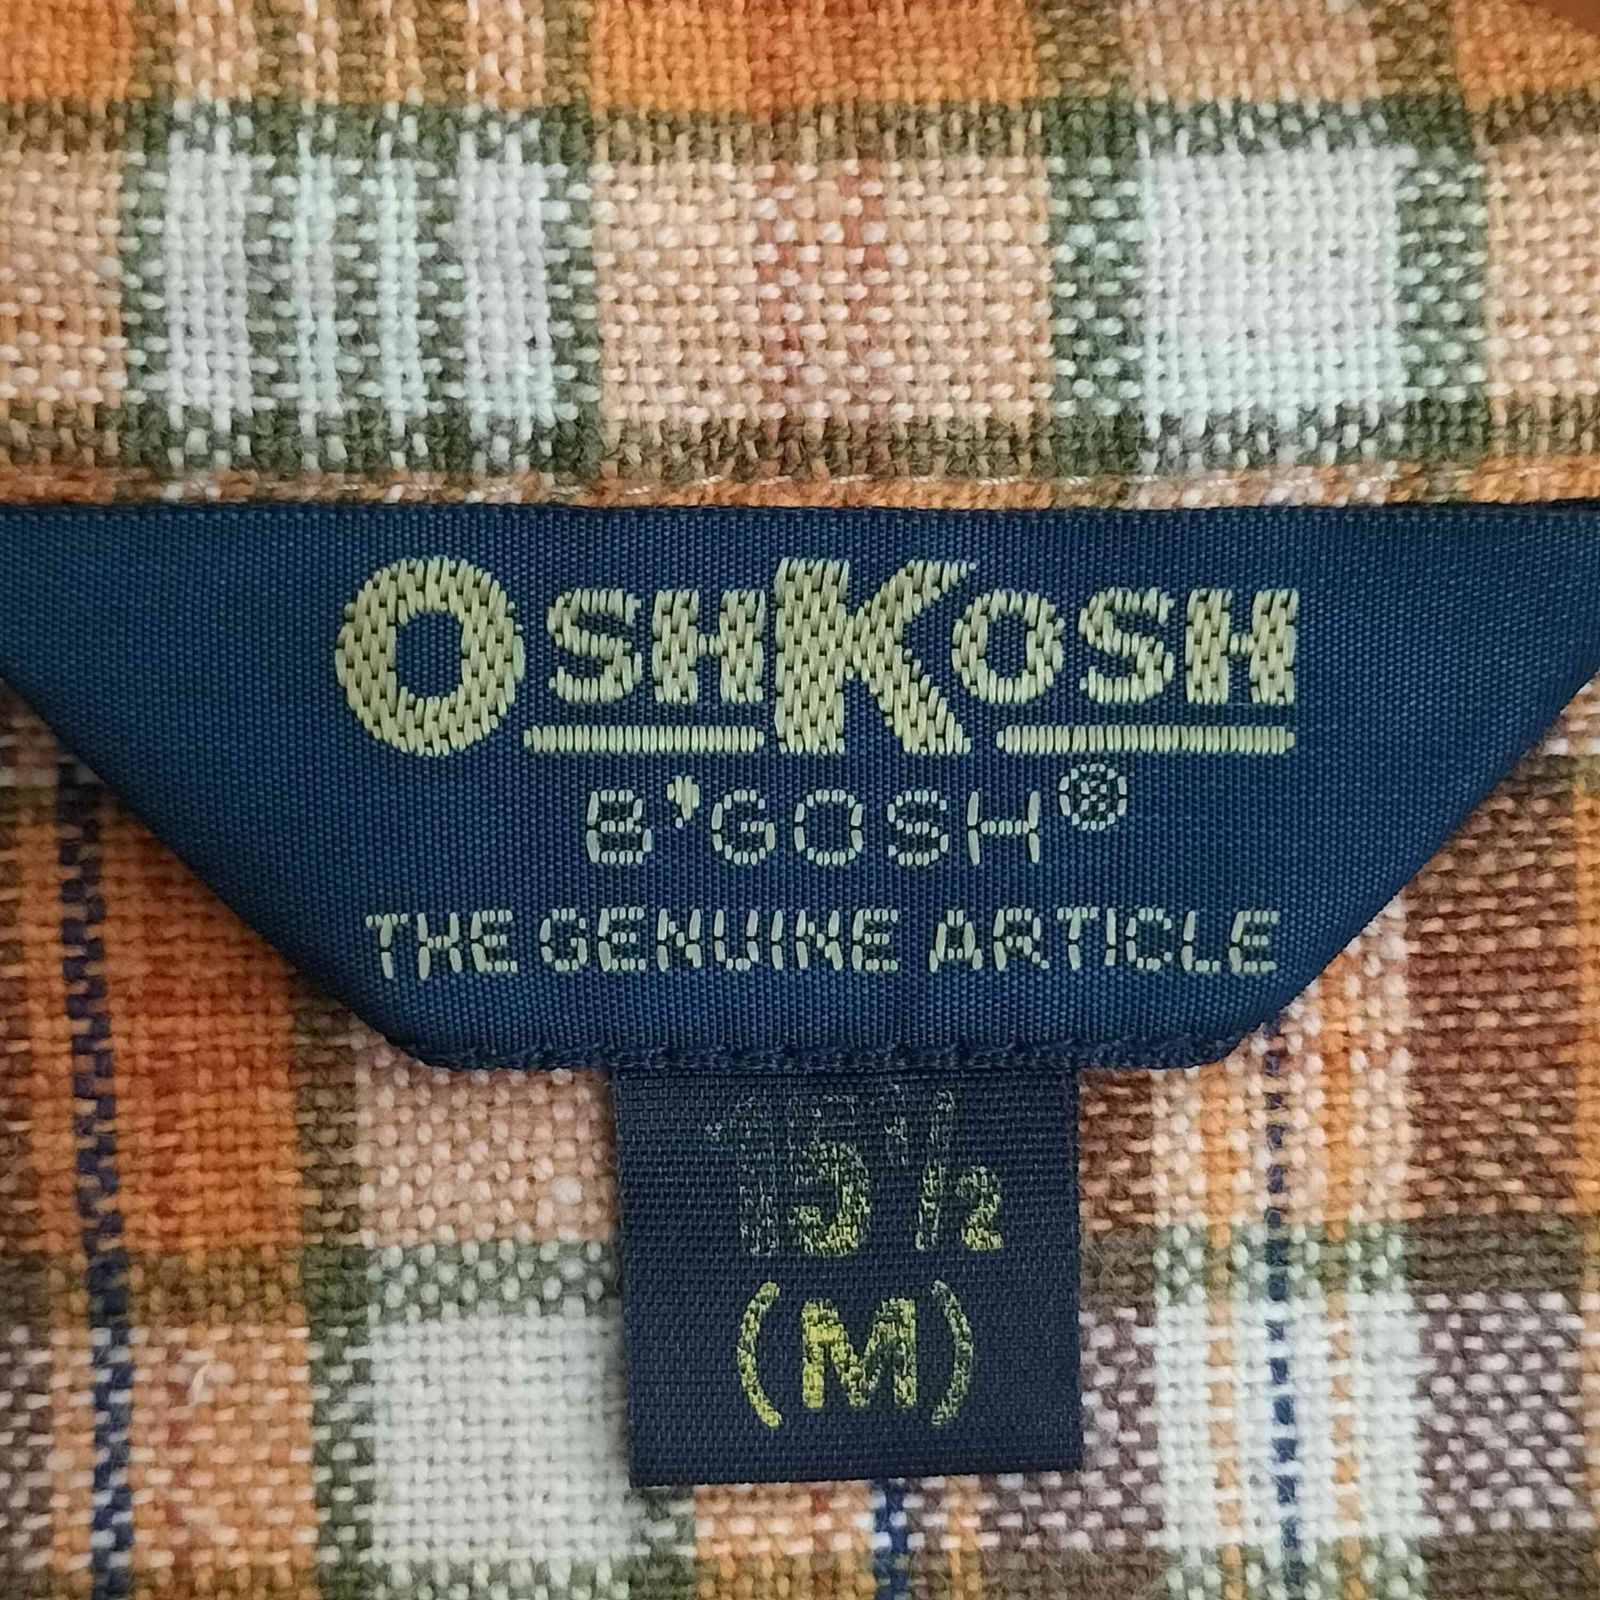 OSHKOSH
B'GOSH®
THE GENUINE ARTICLE
15½
(M)